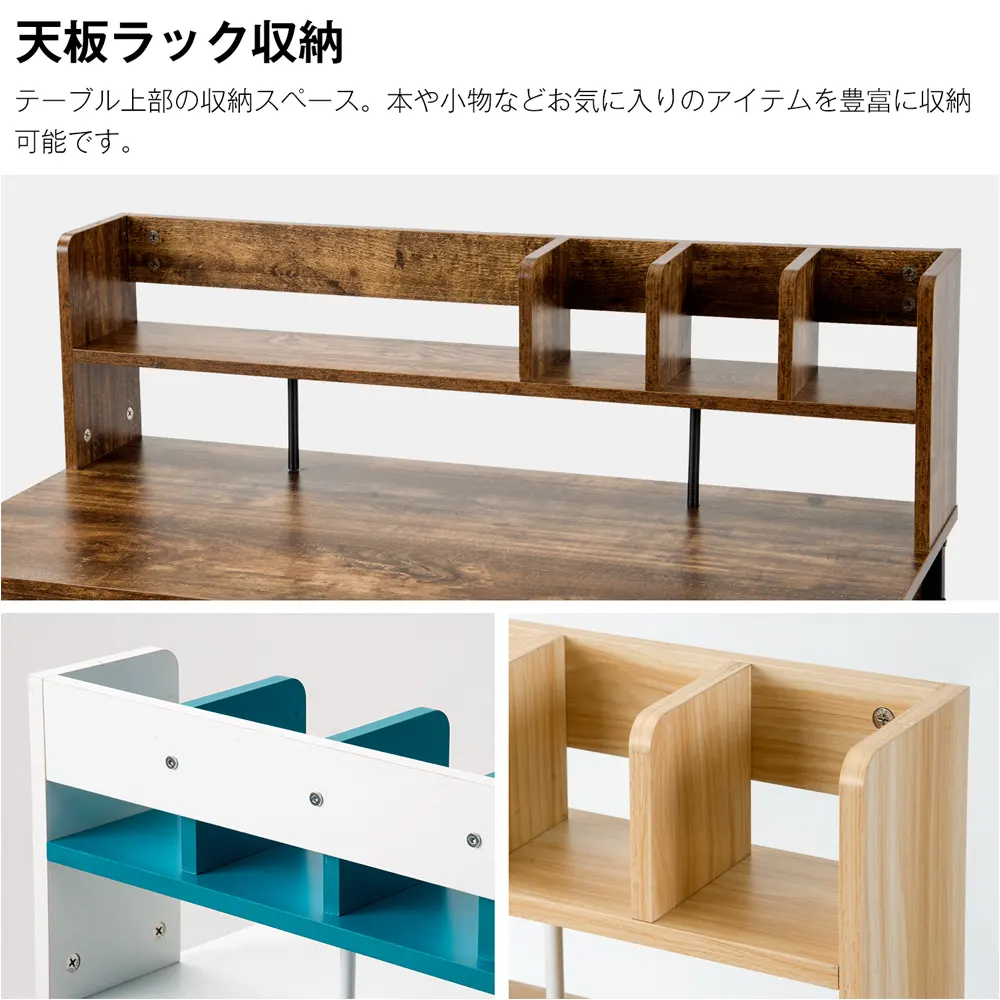 天板ラック収納
テーブル上部の収納スペース。本や小物などお気に入りのアイテムを豊富に収納
可能です。